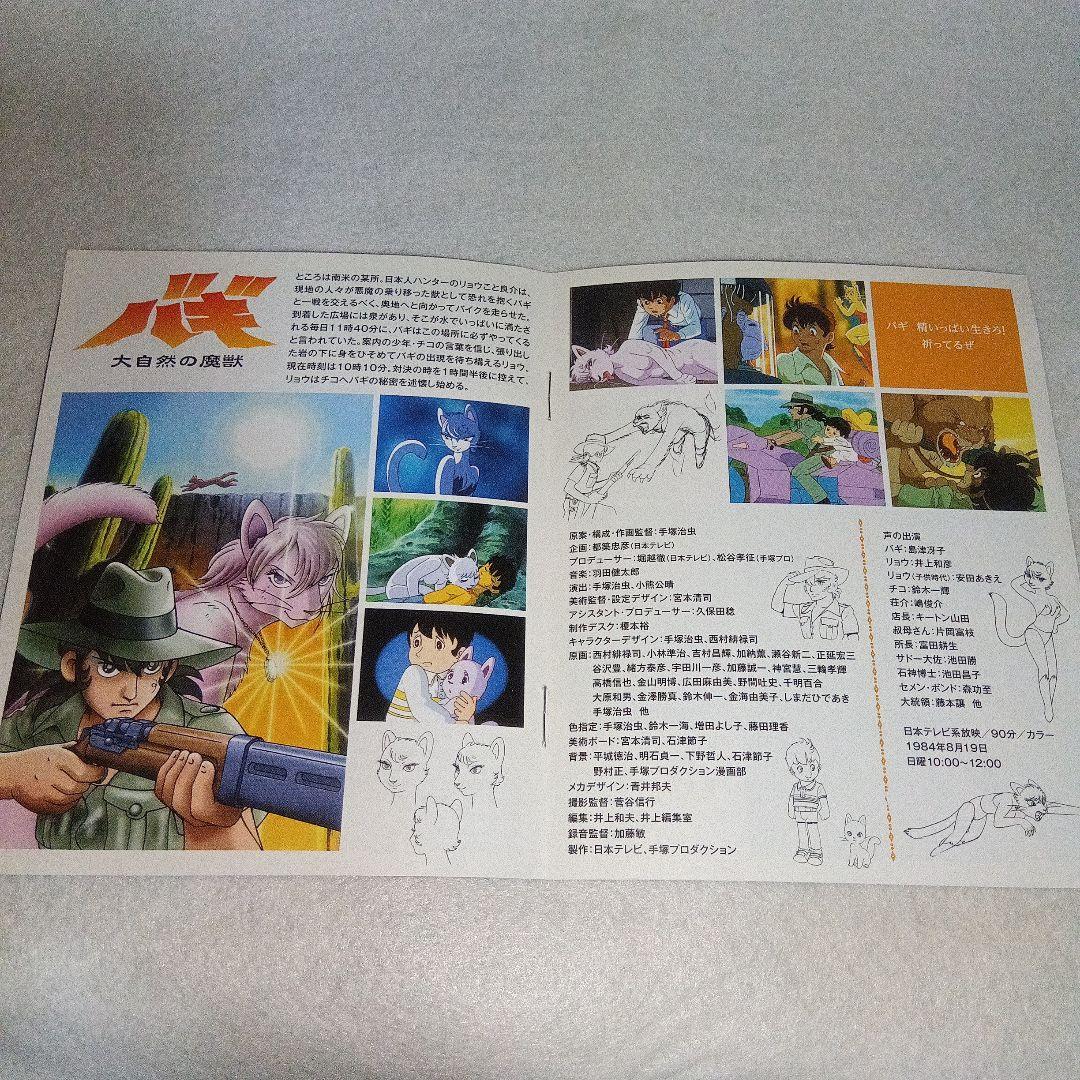 バギ
大自然の魔獣
ところは南米の某所。日本人ハンターのリョウこと良介は、
現地の人々が悪魔の乗り移った獣として恐れを抱くバギ
と一戦を交えるべく、奥地へと向かってバイクを走らせた。
到着した広場には泉があり、そこが水でいっぱいに満たさ
れる毎日11時40分に、バギはこの場所に必ずやってくる
と言われていた。案内の少年・チコの言葉を信じ、張り出し
た岩の下に身をひそめてバギの出現を待ち構えるリョウ。
現在時刻は10時10分。対決の時を1時間半後に控えて、
リョウはチコへバギの秘密を述懐し始める。
バギ 精いっぱい生きろ!
祈ってるぜ
原案・構成・作画監督:手塚治虫
企画:都築忠彦(日本テレビ)
プロデューサー:堀越徹(日本テレビ)、松谷孝征(手塚プロ)
音楽:羽田健太郎
演出:手塚治虫、小熊公晴
美術監督・設定デザイン:宮本清司
アシスタント・プロデューサー:久保田稔
制作デスク:榎本裕
キャラクターデザイン:手塚治虫、西村緋禄司
原画:西村緋禄司、小林準治、吉村昌輝、加納薫、瀬谷新二、正延宏三
谷沢豊、緒方泰彦、宇田川一彦、加藤誠一、神宮慧、三輪孝輝
高橋信也、金山明博、広田麻由美、野間吐史、千明百合
大原和男、金澤勝真、鈴木伸一、金海由美子、しまだひであき
手塚治虫 他
色指定:手塚治虫、鈴木一海、増田よし子、藤田理香
美術ボード:宮本清司、石津節子
背景:平城徳治、明石貞一、下野哲人、石津節子
野村正、手塚プロダクション漫画部
メカデザイン:青井邦夫
撮影監督:菅谷信行
編集:井上和夫、井上編集室
録音監督:加藤敏
製作:日本テレビ、手塚プロダクション
声の出演
バギ:島津冴子
リョウ:井上和彦
リョウ(子供時代):安田あきえ
チコ:鈴木一輝
荘介:嶋俊介
店長:キートン山田
叔母さん:片岡富枝
所長:富田耕生
サドー大佐:池田勝
石神博士:池田昌子
セメン・ボンド:森功至
大統領:藤本譲 他
日本テレビ系放映/90分/カラー
1984年8月19日
日曜10:00〜12:00